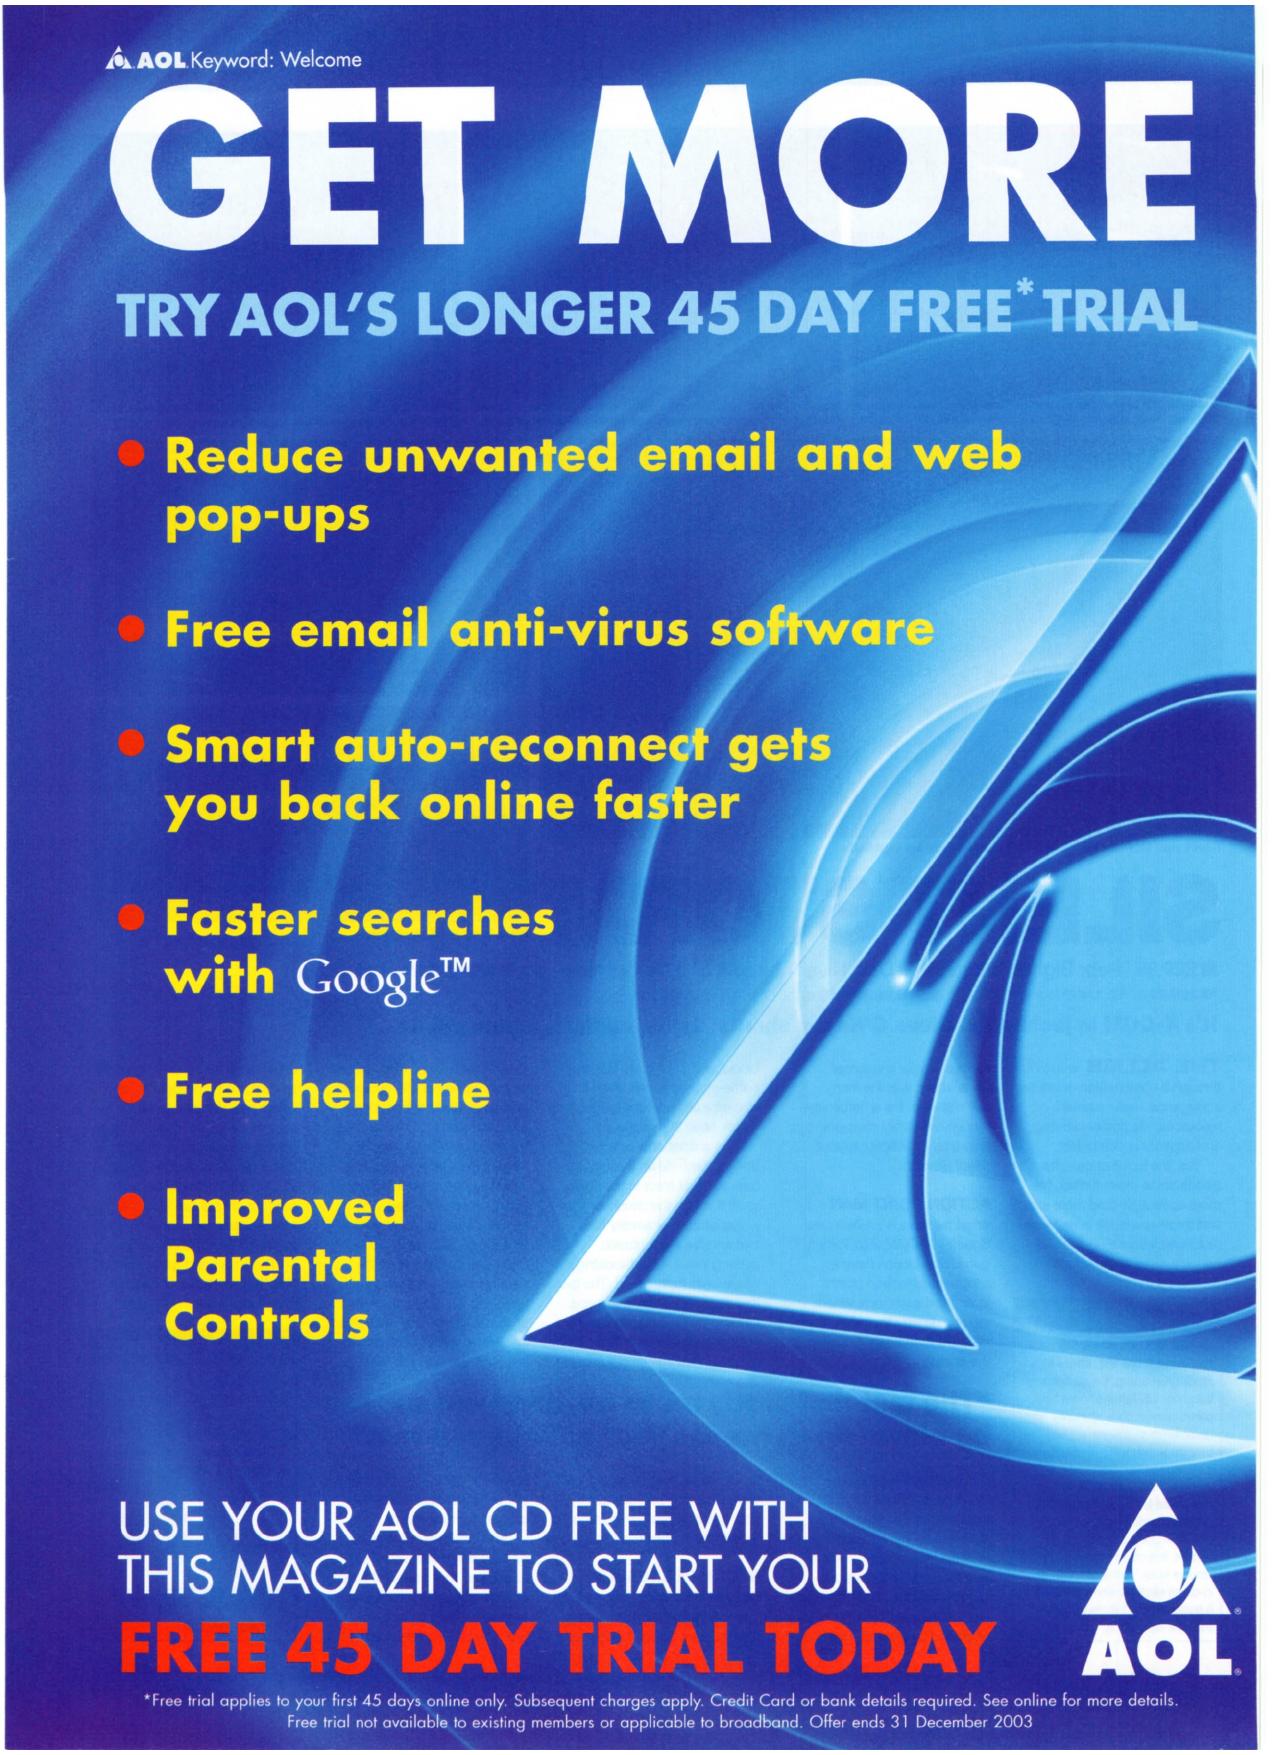 AOL Keyword: Welcome
GET MORE
TRY AOL'S LONGER 45 DAY FREE* TRIAL
• Reduce unwanted email and web
pop-ups
• Free email anti-virus software
• Smart auto-reconnect gets
you back online faster
• Faster searches
with Google™
• Free helpline
• Improved
Parental
Controls
USE YOUR AOL CD FREE WITH
THIS MAGAZINE TO START YOUR
FREE 45 DAY TRIAL TODAY
AOL®
*Free trial applies to your first 45 days online only. Subsequent charges apply. Credit Card or bank details required. See online for more details.
Free trial not available to existing members or applicable to broadband. Offer ends 31 December 2003